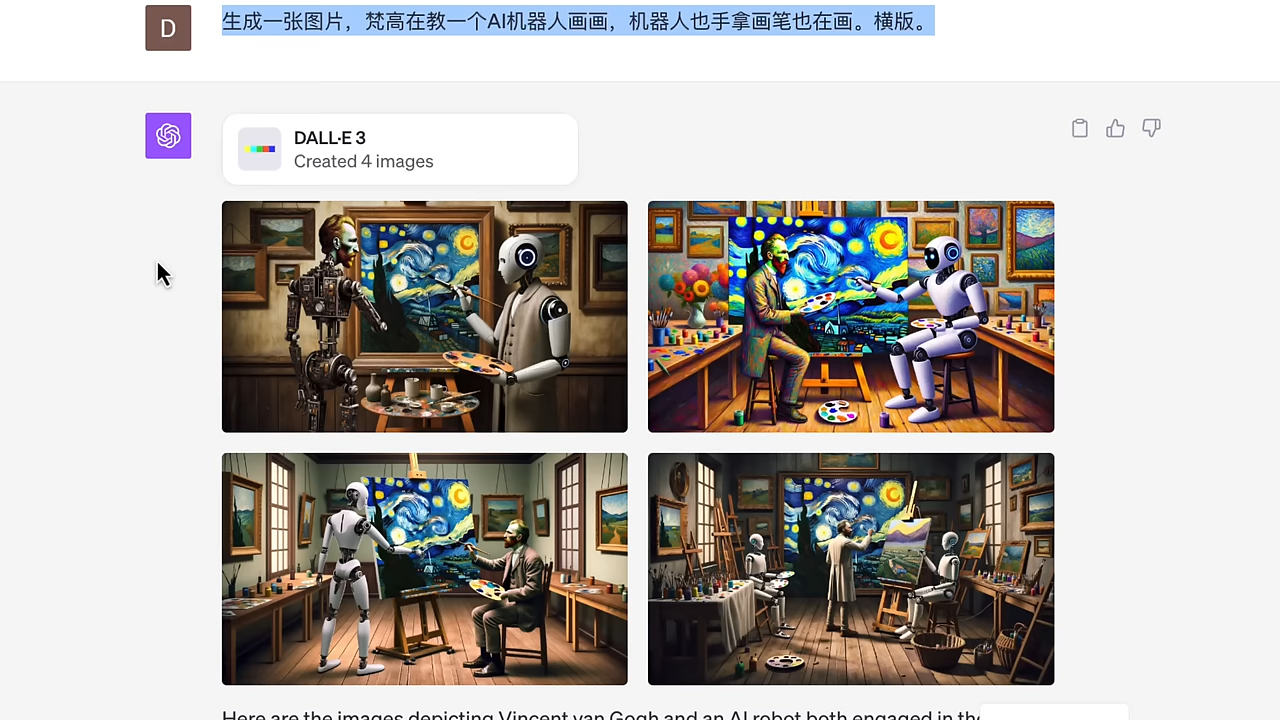 D
生成一张图片，梵高在教一个AI机器人画画，机器人也手拿画笔也在画。横版。
DALL·E 3
Created 4 images
Here are the images depicting Vincent van Gogh and an AI robot both engaged in the